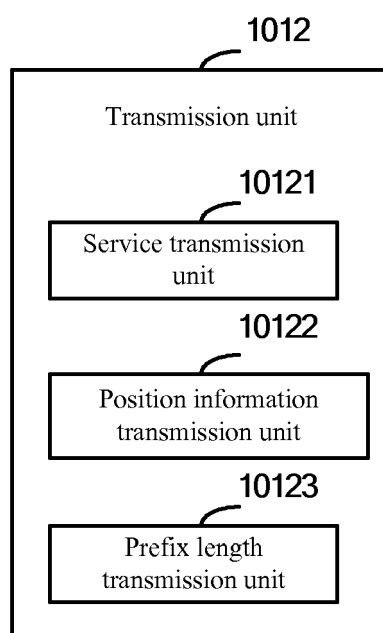 1012
Transmission unit
10121
Service transmission
unit
10122
Position information
transmission unit
10123
Prefix length
transmission unit